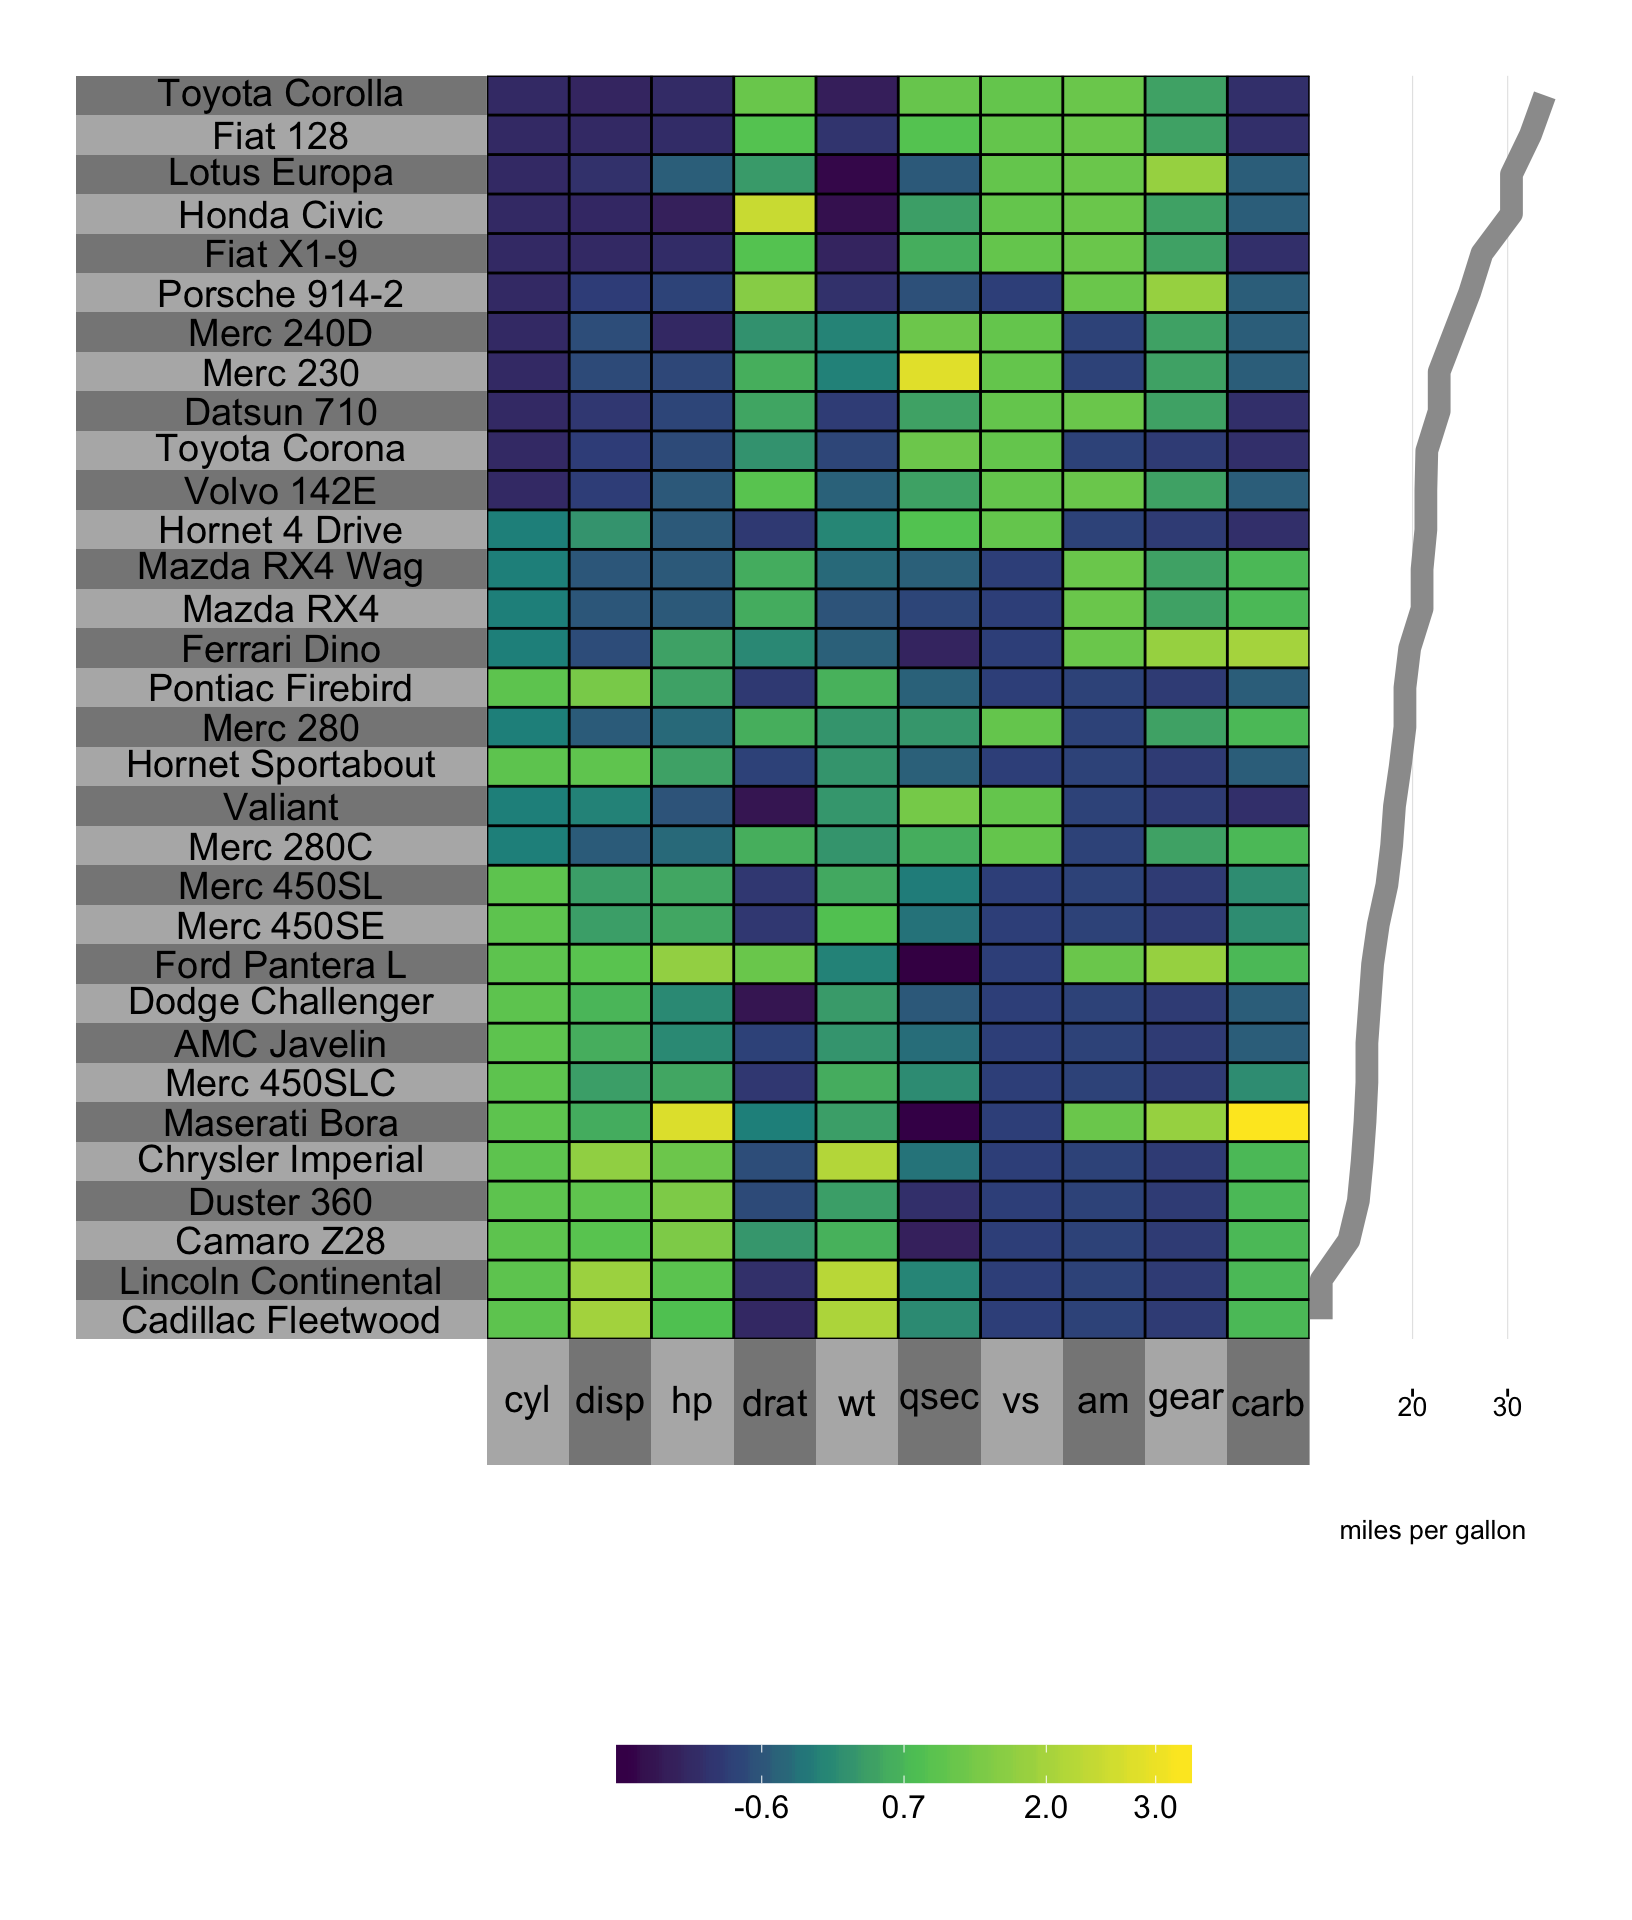 Toyota Corolla
Fiat 128
Lotus Europa
Honda Civic
Fiat X1-9
Porsche 914-2
Merc 240D
Merc 230
Datsun 710
Toyota Corona
Volvo 142E
Hornet 4 Drive
Mazda RX4 Wag
Mazda RX4
Ferrari Dino
Pontiac Firebird
Merc 280
Hornet Sportabout
Valiant
Merc 280C
Merc 450SL
Merc 450SE
Ford Pantera L
Dodge Challenger
AMC Javelin
Merc 450SLC
Maserati Bora
Chrysler Imperial
Duster 360
Camaro Z28
Lincoln Continental
Cadillac Fleetwood
cyl disp hp drat wt qsec vs am gear carb
20 30
miles per gallon
-0.6 0.7 2.0 3.0